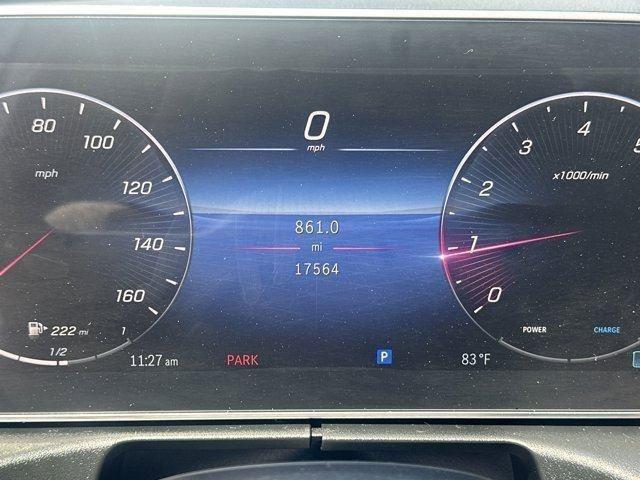 0
mph
80
100
mph
120
140
160
222 mi
1
1/2
861.0
mi
17564
5
4
3
x1000/min
2
1
0
POWER
CHARGE
11:27 am
PARK
P
83 °F